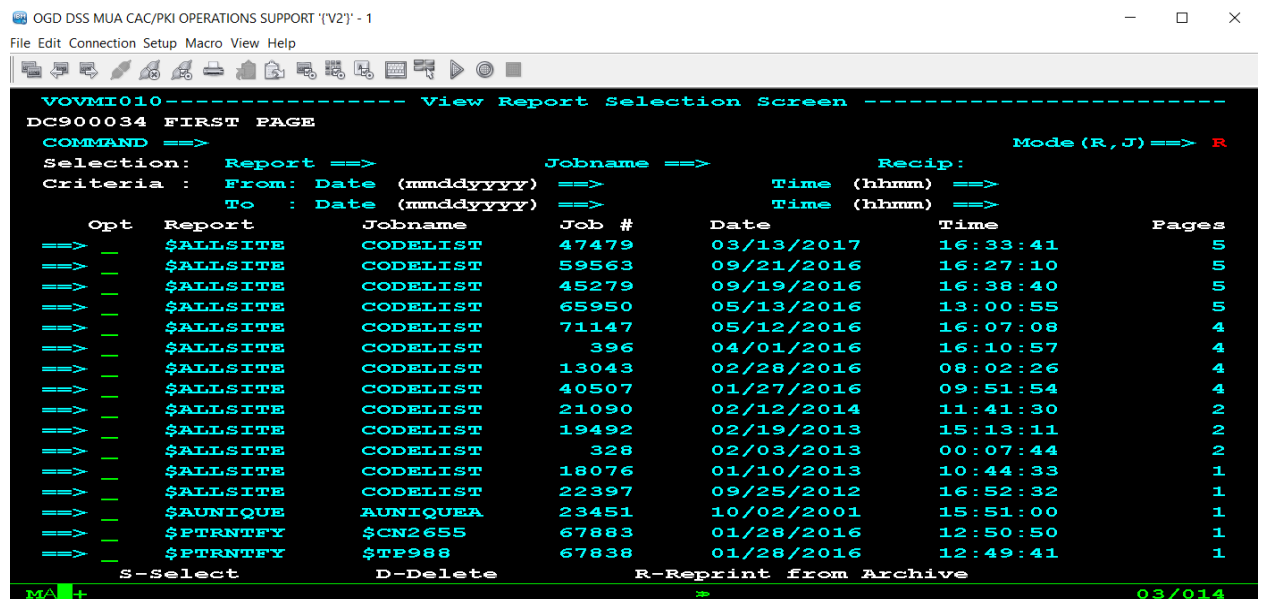 OGD DSS MUA CAC/PKI OPERATIONS SUPPORT '{'V2'}' - 1
File Edit Connection Setup Macro View Help
VOVMI010---------------- View Report Selection Screen ------------------------
DC900034 FIRST PAGE
COMMAND ==> Mode(R,J)==> R
Selection: Report ==> Jobname ==> Recip:
Criteria : From: Date (mmddyyyy) ==> Time (hhmm) ==>
To : Date (mmddyyyy) ==> Time (hhmm) ==>
Opt Report Jobname Job # Date Time Pages
==> _ $ALLSITE CODELIST 47479 03/13/2017 16:33:41 5
==> _ $ALLSITE CODELIST 59563 09/21/2016 16:27:10 5
==> _ $ALLSITE CODELIST 45279 09/19/2016 16:38:40 5
==> _ $ALLSITE CODELIST 65950 05/13/2016 13:00:55 5
==> _ $ALLSITE CODELIST 71147 05/12/2016 16:07:08 4
==> _ $ALLSITE CODELIST 396 04/01/2016 16:10:57 4
==> _ $ALLSITE CODELIST 13043 02/28/2016 08:02:26 4
==> _ $ALLSITE CODELIST 40507 01/27/2016 09:51:54 4
==> _ $ALLSITE CODELIST 21090 02/12/2014 11:41:30 2
==> _ $ALLSITE CODELIST 19492 02/19/2013 15:13:11 2
==> _ $ALLSITE CODELIST 328 02/03/2013 00:07:44 2
==> _ $ALLSITE CODELIST 18076 01/10/2013 10:44:33 1
==> _ $ALLSITE CODELIST 22397 09/25/2012 16:52:32 1
==> _ $AUNIQUE AUNIQUEA 23451 10/02/2001 15:51:00 1
==> _ $PTRNTFY $CN2655 67883 01/28/2016 12:50:50 1
==> _ $PTRNTFY $TP988 67838 01/28/2016 12:49:41 1
S-Select D-Delete R-Reprint from Archive
MA + 03/014